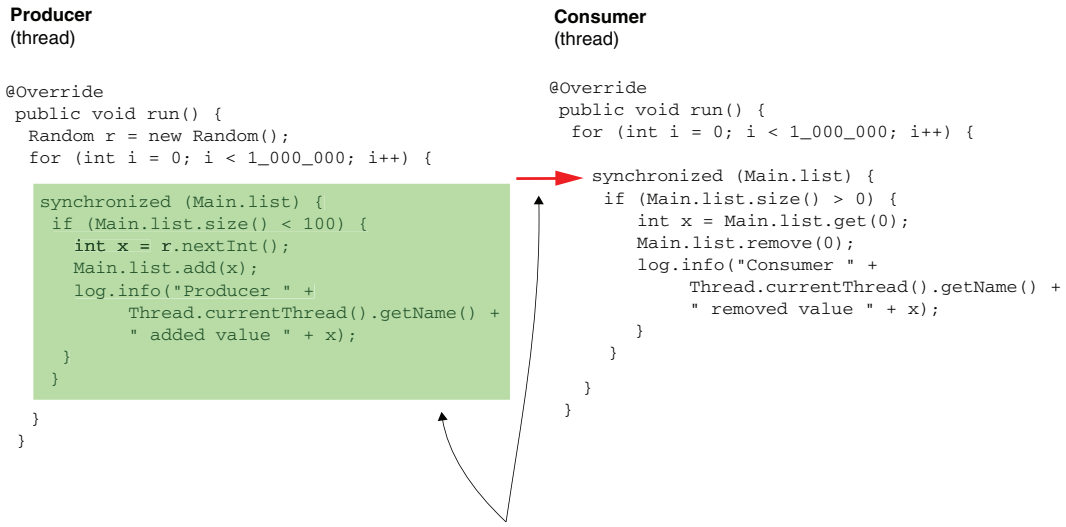 Producer
(thread)
@Override
public void run() {
Random r = new Random();
for (int i = 0; i < 1_000_000; i++) {
synchronized (Main.list) {
if (Main.list.size() < 100) {
int x = r.nextInt();
Main.list.add(x);
log.info("Producer " +
Thread.currentThread().getName() +
" added value " + x);
}
}
}
}
Consumer
(thread)
@Override
public void run() {
for (int i = 0; i < 1_000_000; i++) {
synchronized (Main.list) {
if (Main.list.size() > 0) {
int x = Main.list.get(0);
Main.list.remove(0);
log.info("Consumer " +
Thread.currentThread().getName() +
" removed value " + x);
}
}
}
}